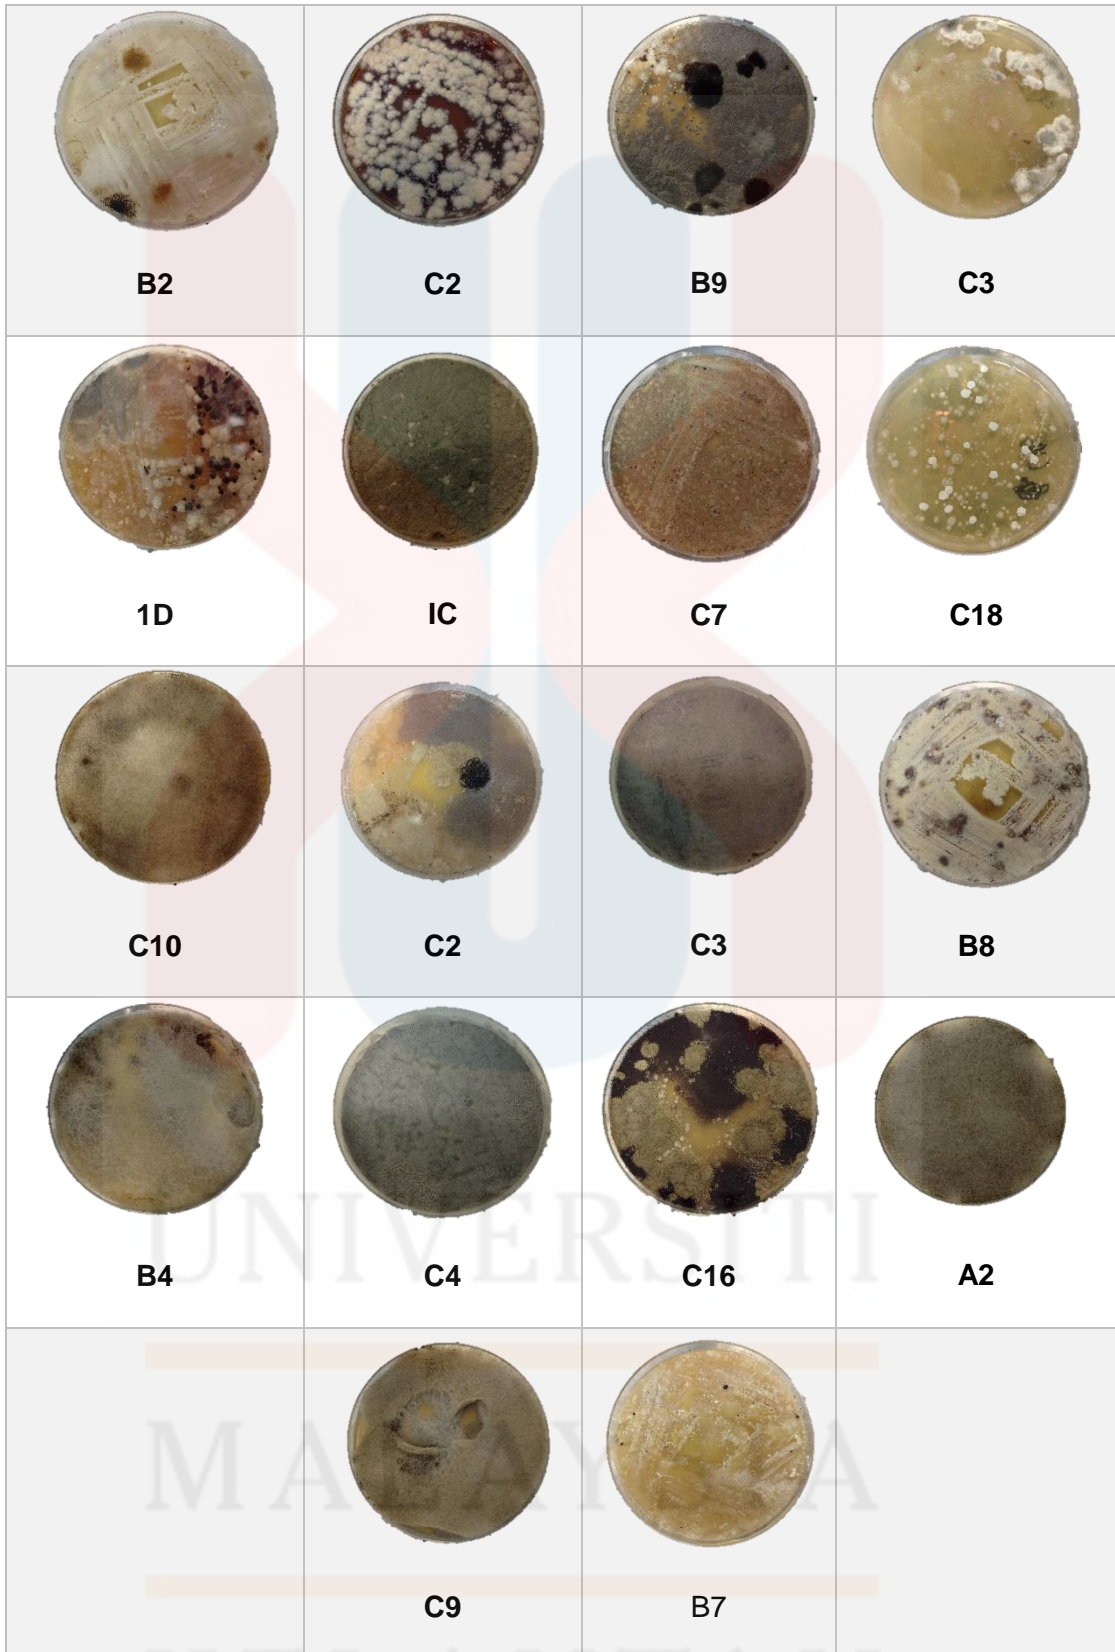 B2 C2 B9 C3
1D IC C7 C18
C10 C2 C3 B8
B4 C4 C16 A2
UNIVERSITI
C9 B7
MALAYSIA
KELANTAN